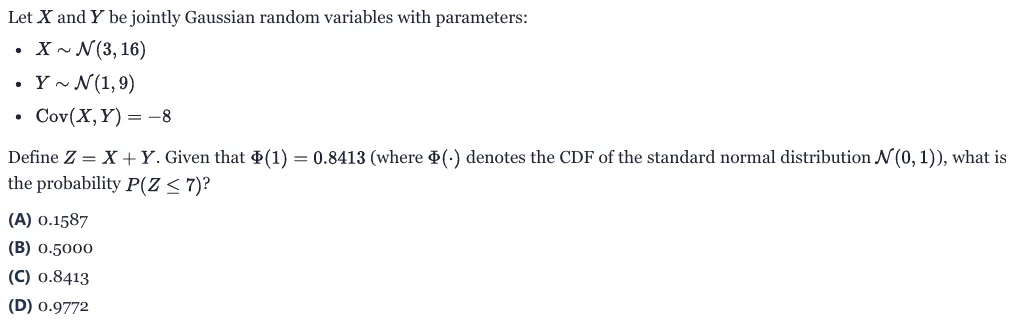 Let X and Y be jointly Gaussian random variables with parameters:
• X ∼ N(3, 16)
• Y ∼ N(1, 9)
• Cov(X, Y) = −8
Define Z = X + Y. Given that Φ(1) = 0.8413 (where Φ(·) denotes the CDF of the standard normal distribution N(0, 1)), what is
the probability P(Z ≤ 7)?
(A) 0.1587
(B) 0.5000
(C) 0.8413
(D) 0.9772